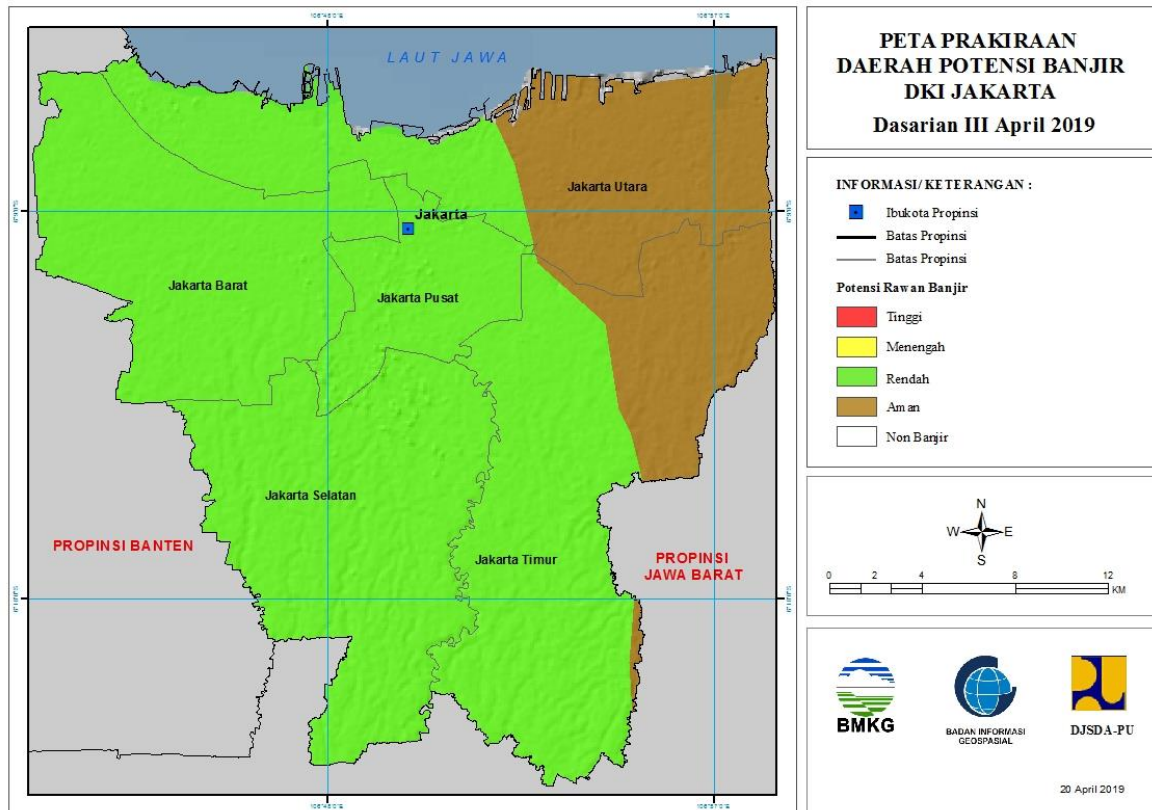 PETA PRAKIRAAN
DAERAH POTENSI BANJIR
DKI JAKARTA
Dasarian III April 2019
LAUT JAWA
Jakarta Utara
Jakarta
Jakarta Barat
Jakarta Pusat
Jakarta Selatan
Jakarta Timur
PROPINSI BANTEN
PROPINSI
JAWA BARAT
INFORMASI/KETERANGAN :
Ibukota Propinsi
Batas Propinsi
Batas Propinsi
Potensi Rawan Banjir
Tinggi
Menengah
Rendah
Aman
Non Banjir
N
W
E
S
0 2 4 8 12
KM
BMKG
BADAN INFORMASI
GEOSPASIAL
DJSDA-PU
20 April 2019